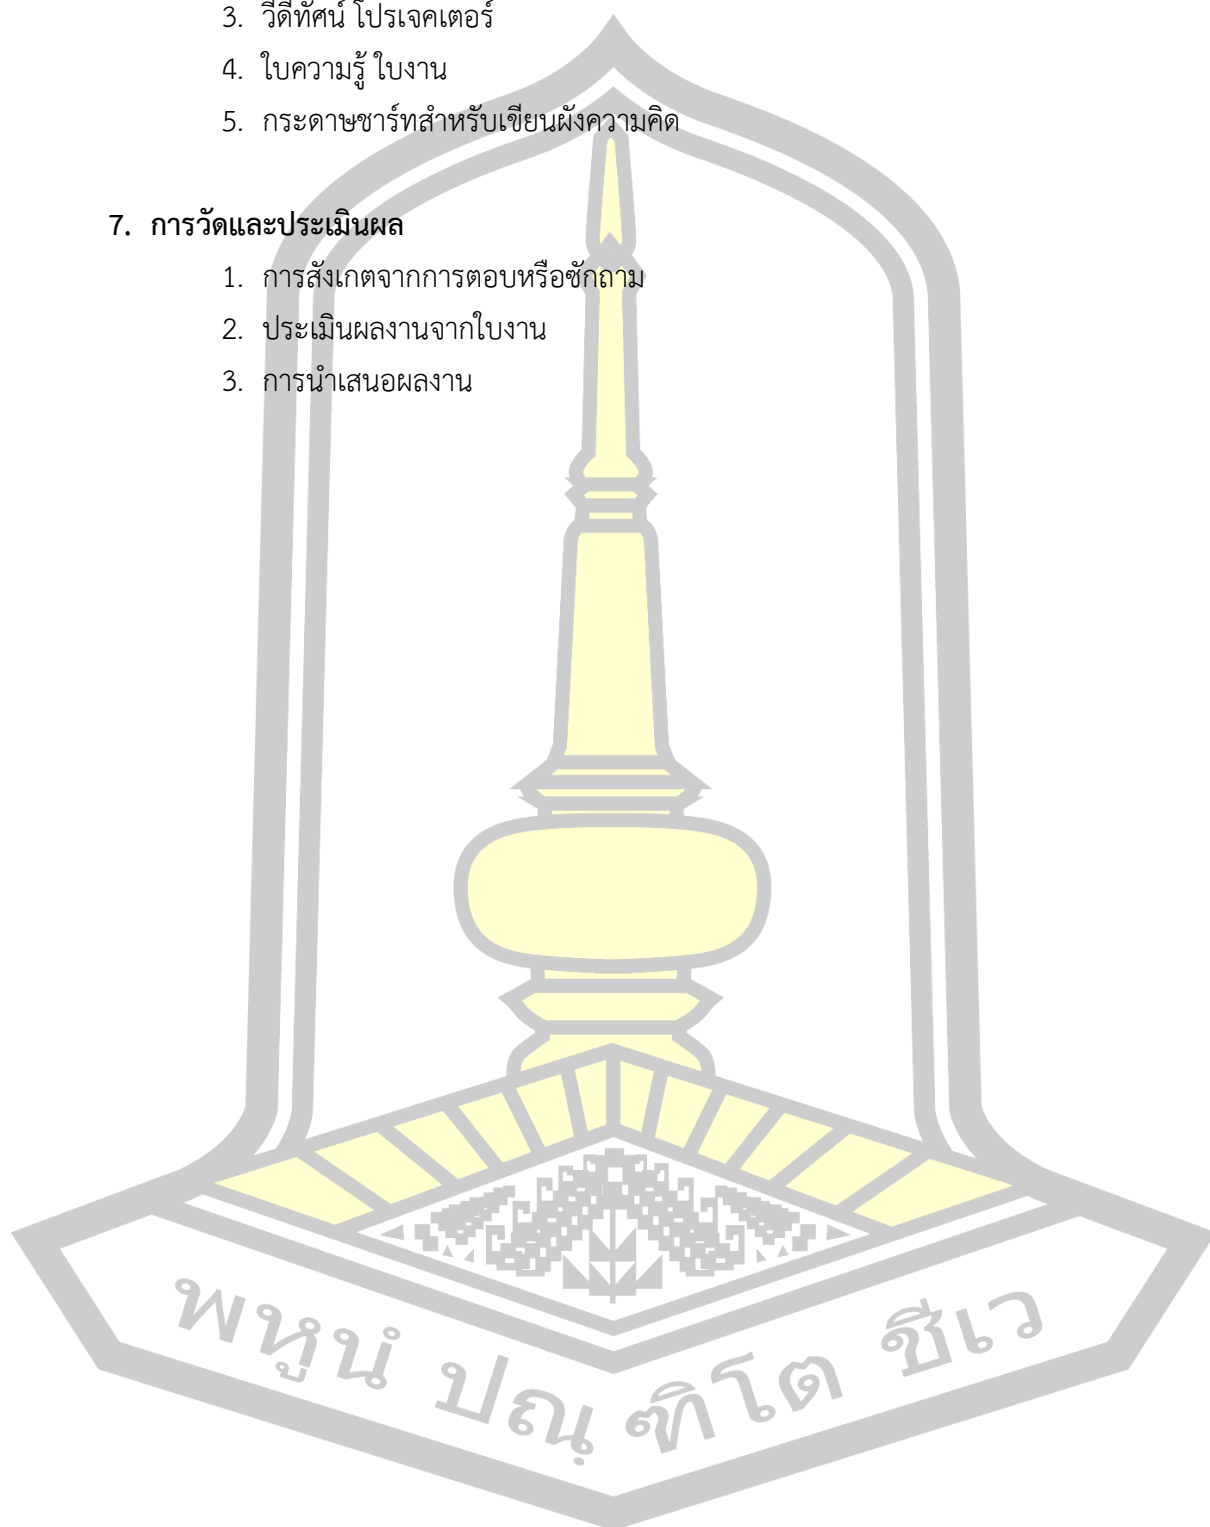 3. วีดีทัศน์ โปรเจคเตอร์
4. ใบความรู้ ใบงาน
5. กระดาษชาร์ทสำหรับเขียนผังความคิด
7. การวัดและประเมินผล
1. การสังเกตจากการตอบหรือซักถาม
2. ประเมินผลงานจากใบงาน
3. การนำเสนอผลงาน
พหูนํ ปณฺฑิโต ชีเว